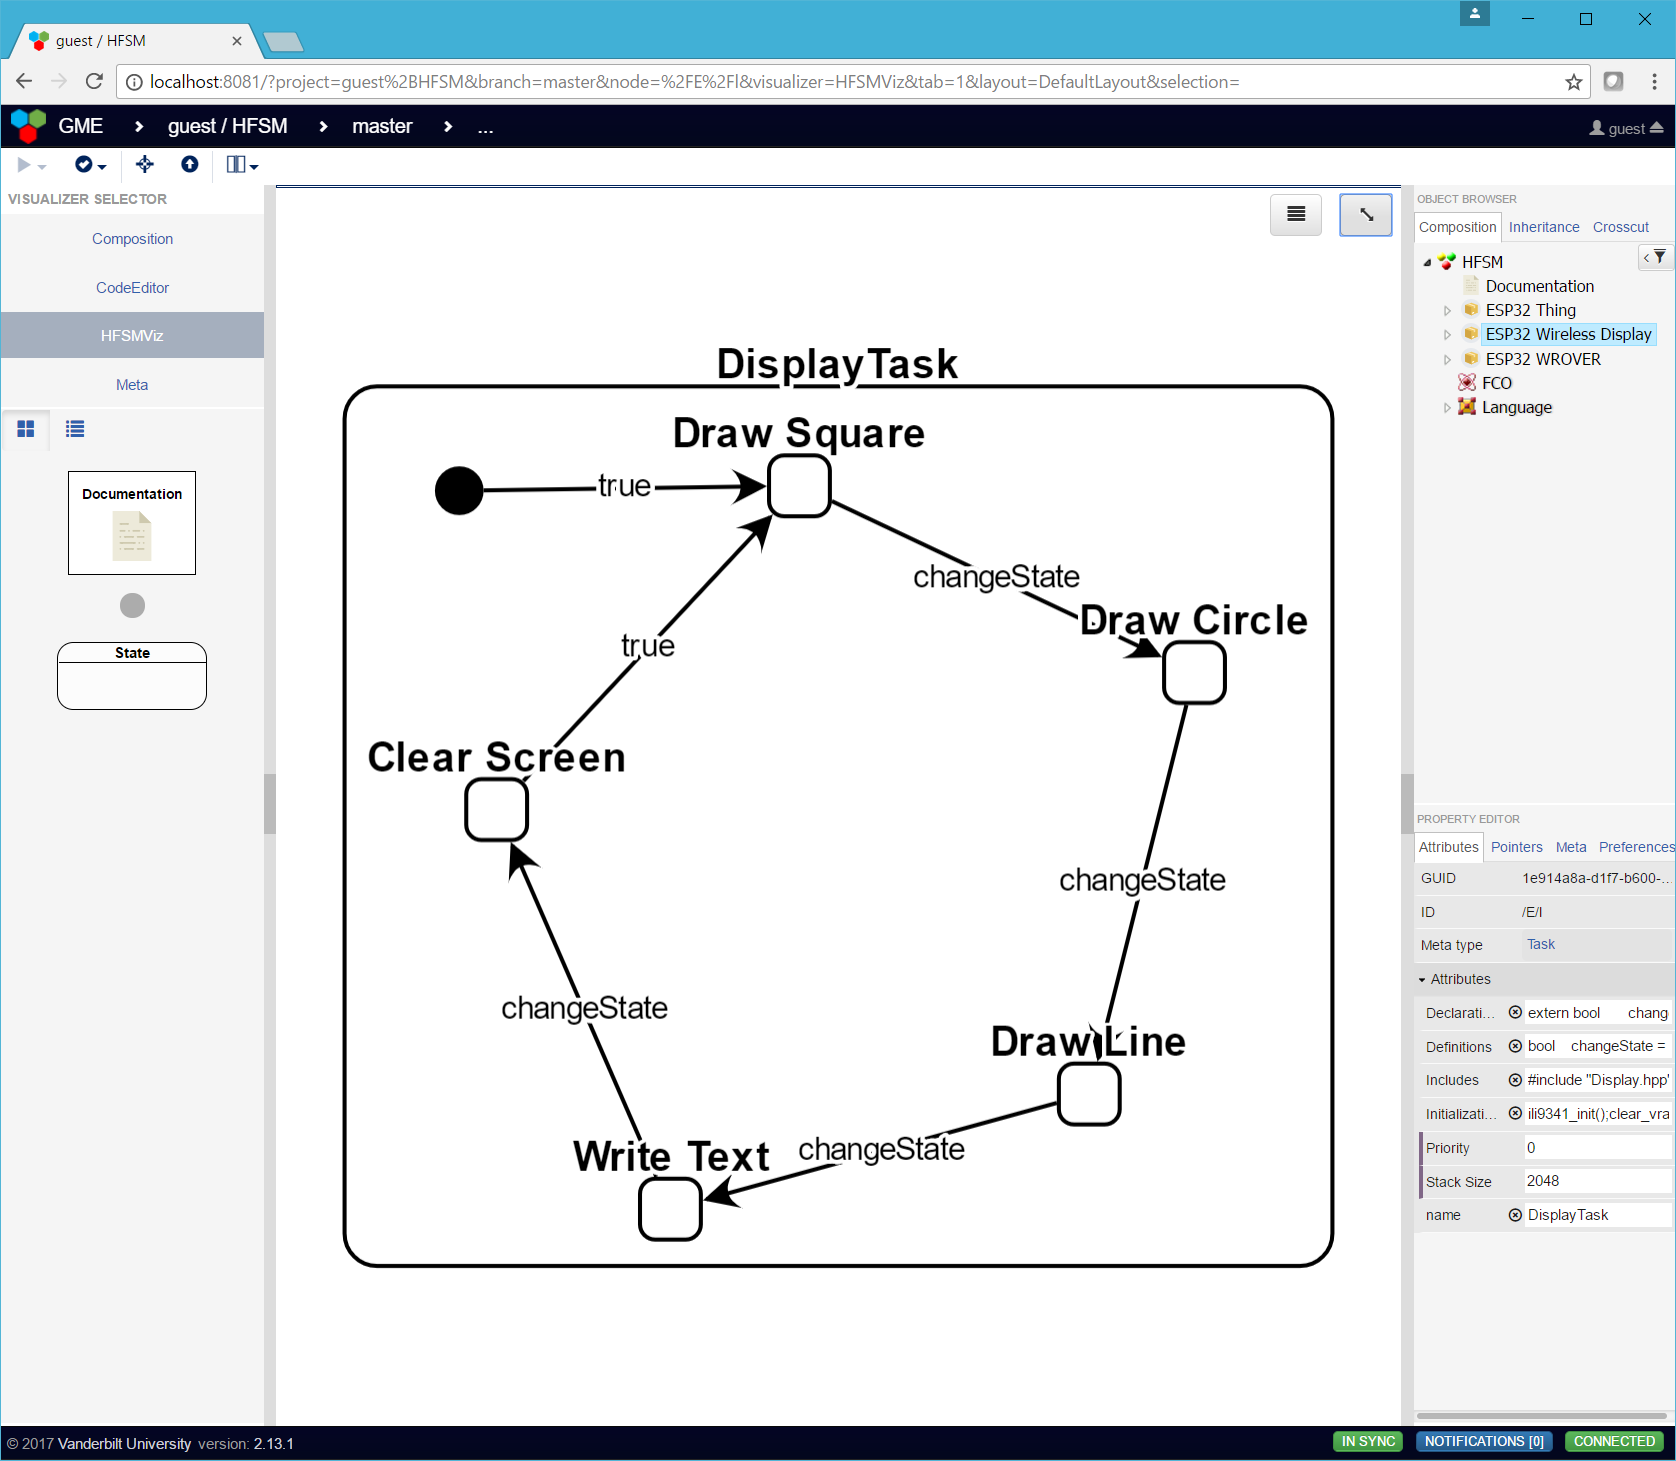 guest / HFSM
localhost:8081/?project=guest%2BHFSM&branch=master&node=%2FE%2Fl&visualizer=HFSMViz&tab=1&layout=DefaultLayout&selection=
GME
guest / HFSM
master
...
guest
VISUALIZER SELECTOR
Composition
CodeEditor
HFSMViz
Meta
Documentation
State
DisplayTask
Draw Square
true
changeState
Draw Circle
true
Clear Screen
changeState
changeState
Draw Line
Write Text
changeState
OBJECT BROWSER
Composition Inheritance Crosscut
HFSM
Documentation
ESP32 Thing
ESP32 Wireless Display
ESP32 WROVER
FCO
Language
PROPERTY EDITOR
Attributes Pointers Meta Preferences
GUID 1e914a8a-d1f7-b600-...
ID /E/l
Meta type Task
Attributes
Declarati... extern bool chang
Definitions bool changeState =
Includes #include "Display.hpp"
Initializati... ili9341_init();clear_vra
Priority 0
Stack Size 2048
name DisplayTask
© 2017 Vanderbilt University version: 2.13.1
IN SYNC
NOTIFICATIONS [0]
CONNECTED